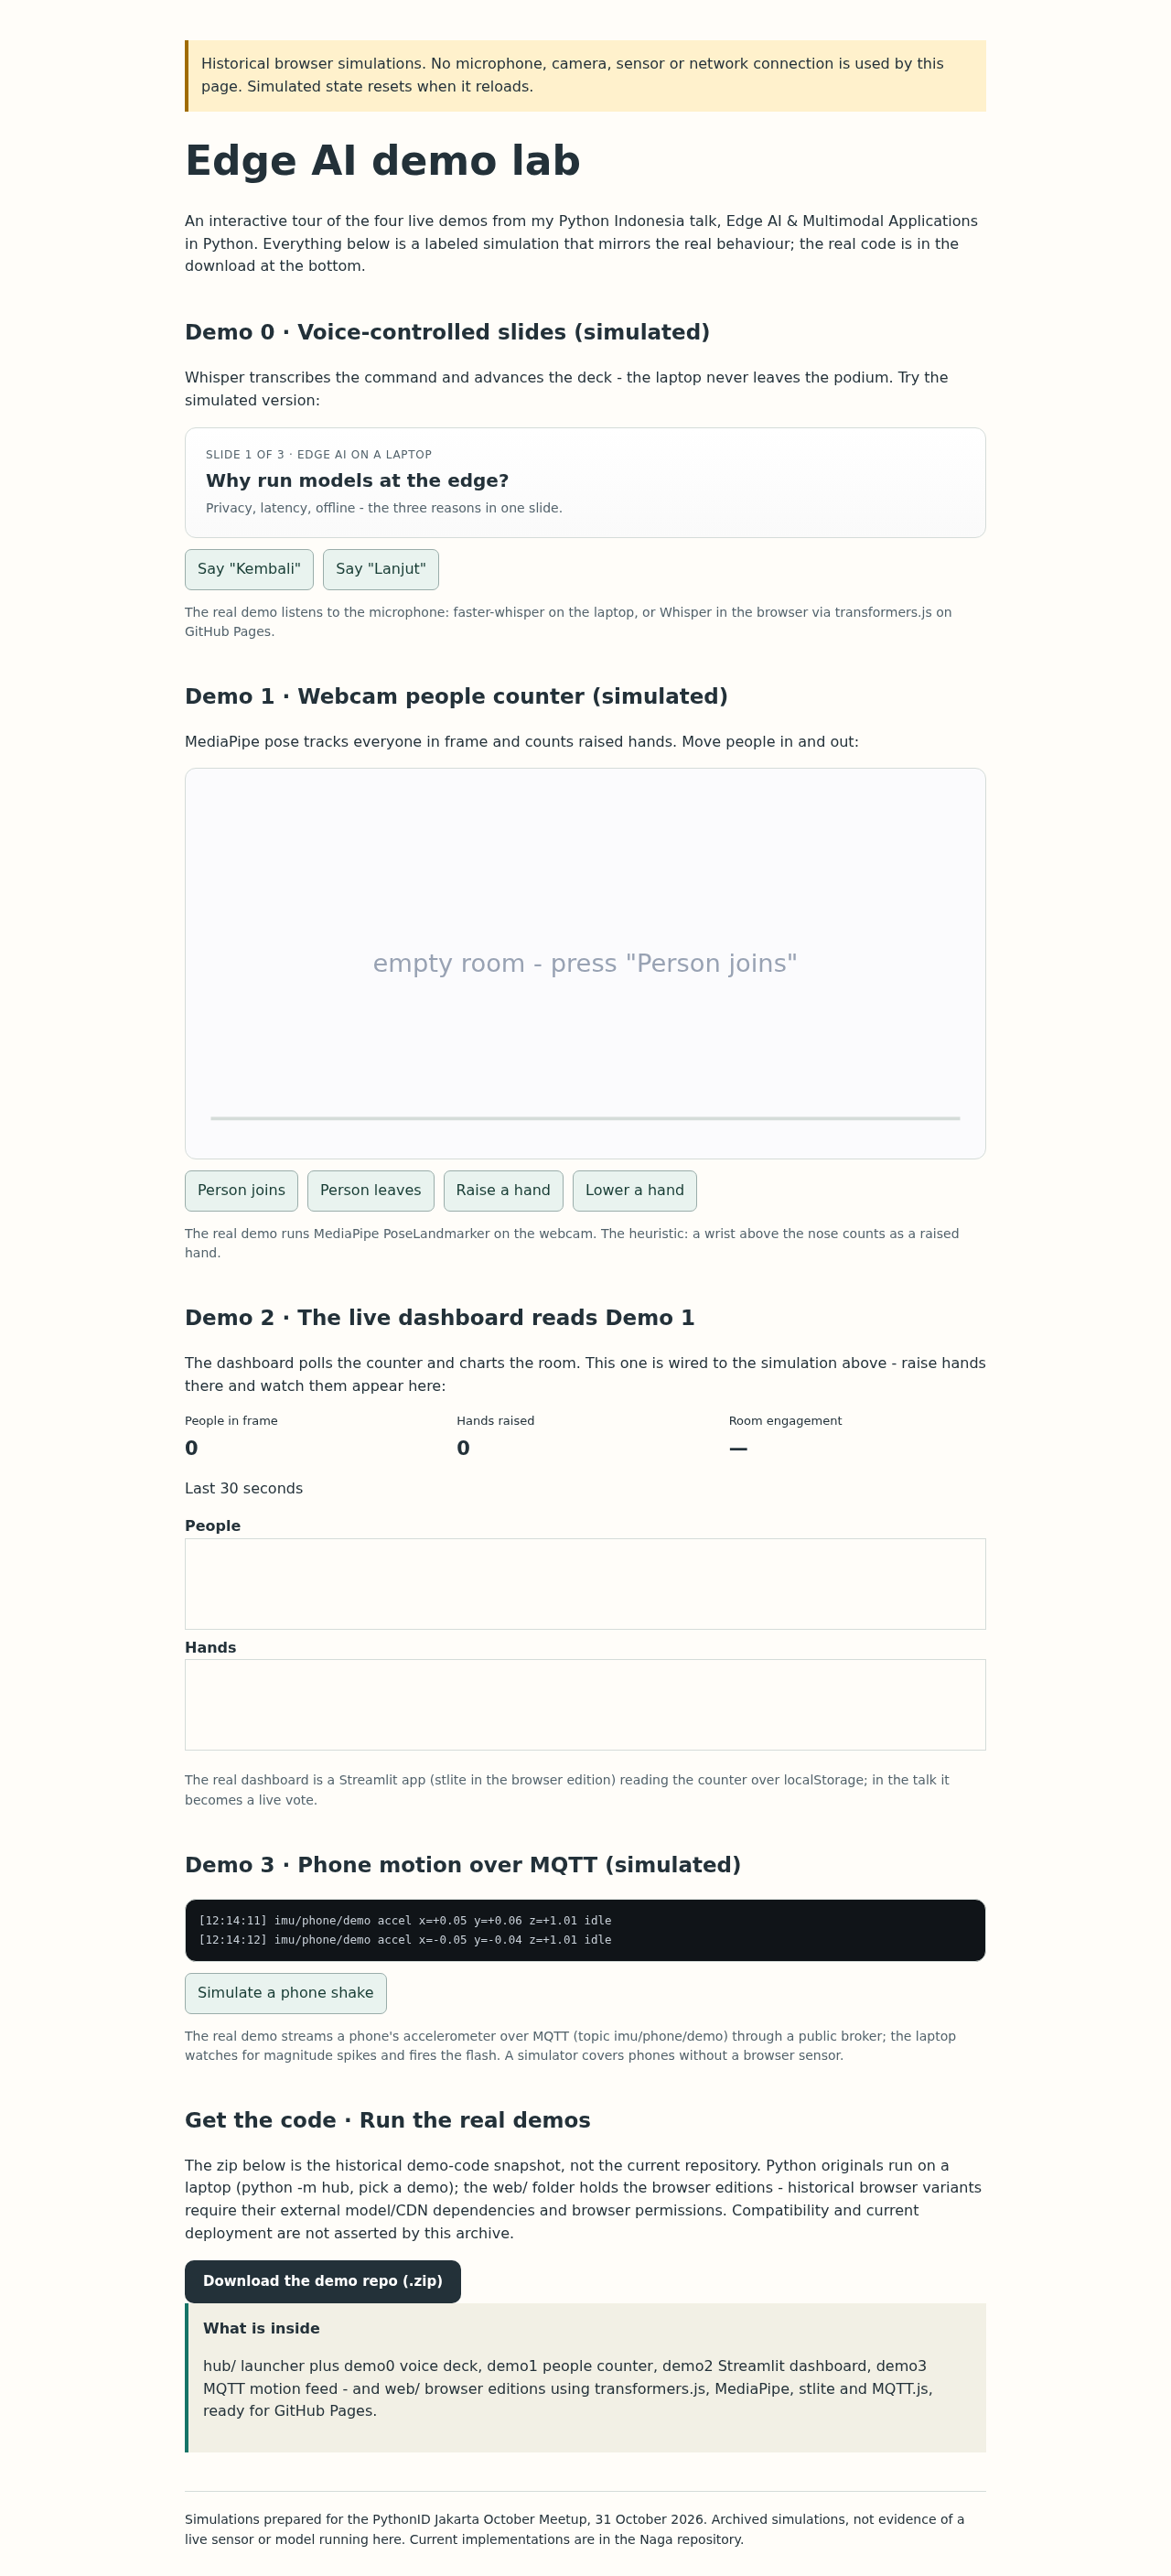 Historical browser simulations. No microphone, camera, sensor or network connection is used by this
page. Simulated state resets when it reloads.
Edge AI demo lab
An interactive tour of the four live demos from my Python Indonesia talk, Edge AI & Multimodal Applications
in Python. Everything below is a labeled simulation that mirrors the real behaviour; the real code is in the
download at the bottom.
Demo 0 · Voice-controlled slides (simulated)
Whisper transcribes the command and advances the deck - the laptop never leaves the podium. Try the
simulated version:
SLIDE 1 OF 3 · EDGE AI ON A LAPTOP
Why run models at the edge?
Privacy, latency, offline - the three reasons in one slide.
Say "Kembali"
Say "Lanjut"
The real demo listens to the microphone: faster-whisper on the laptop, or Whisper in the browser via transformers.js on
GitHub Pages.
Demo 1 · Webcam people counter (simulated)
MediaPipe pose tracks everyone in frame and counts raised hands. Move people in and out:
empty room - press "Person joins"
Person joins
Person leaves
Raise a hand
Lower a hand
The real demo runs MediaPipe PoseLandmarker on the webcam. The heuristic: a wrist above the nose counts as a raised
hand.
Demo 2 · The live dashboard reads Demo 1
The dashboard polls the counter and charts the room. This one is wired to the simulation above - raise hands
there and watch them appear here:
People in frame
0
Hands raised
0
Room engagement
—
Last 30 seconds
People
Hands
The real dashboard is a Streamlit app (stlite in the browser edition) reading the counter over localStorage; in the talk it
becomes a live vote.
Demo 3 · Phone motion over MQTT (simulated)
[12:14:11] imu/phone/demo accel x=+0.05 y=+0.06 z=+1.01 idle
[12:14:12] imu/phone/demo accel x=-0.05 y=-0.04 z=+1.01 idle
Simulate a phone shake
The real demo streams a phone's accelerometer over MQTT (topic imu/phone/demo) through a public broker; the laptop
watches for magnitude spikes and fires the flash. A simulator covers phones without a browser sensor.
Get the code · Run the real demos
The zip below is the historical demo-code snapshot, not the current repository. Python originals run on a
laptop (python -m hub, pick a demo); the web/ folder holds the browser editions - historical browser variants
require their external model/CDN dependencies and browser permissions. Compatibility and current
deployment are not asserted by this archive.
Download the demo repo (.zip)
What is inside
hub/ launcher plus demo0 voice deck, demo1 people counter, demo2 Streamlit dashboard, demo3
MQTT motion feed - and web/ browser editions using transformers.js, MediaPipe, stlite and MQTT.js,
ready for GitHub Pages.
Simulations prepared for the PythonID Jakarta October Meetup, 31 October 2026. Archived simulations, not evidence of a
live sensor or model running here. Current implementations are in the Naga repository.